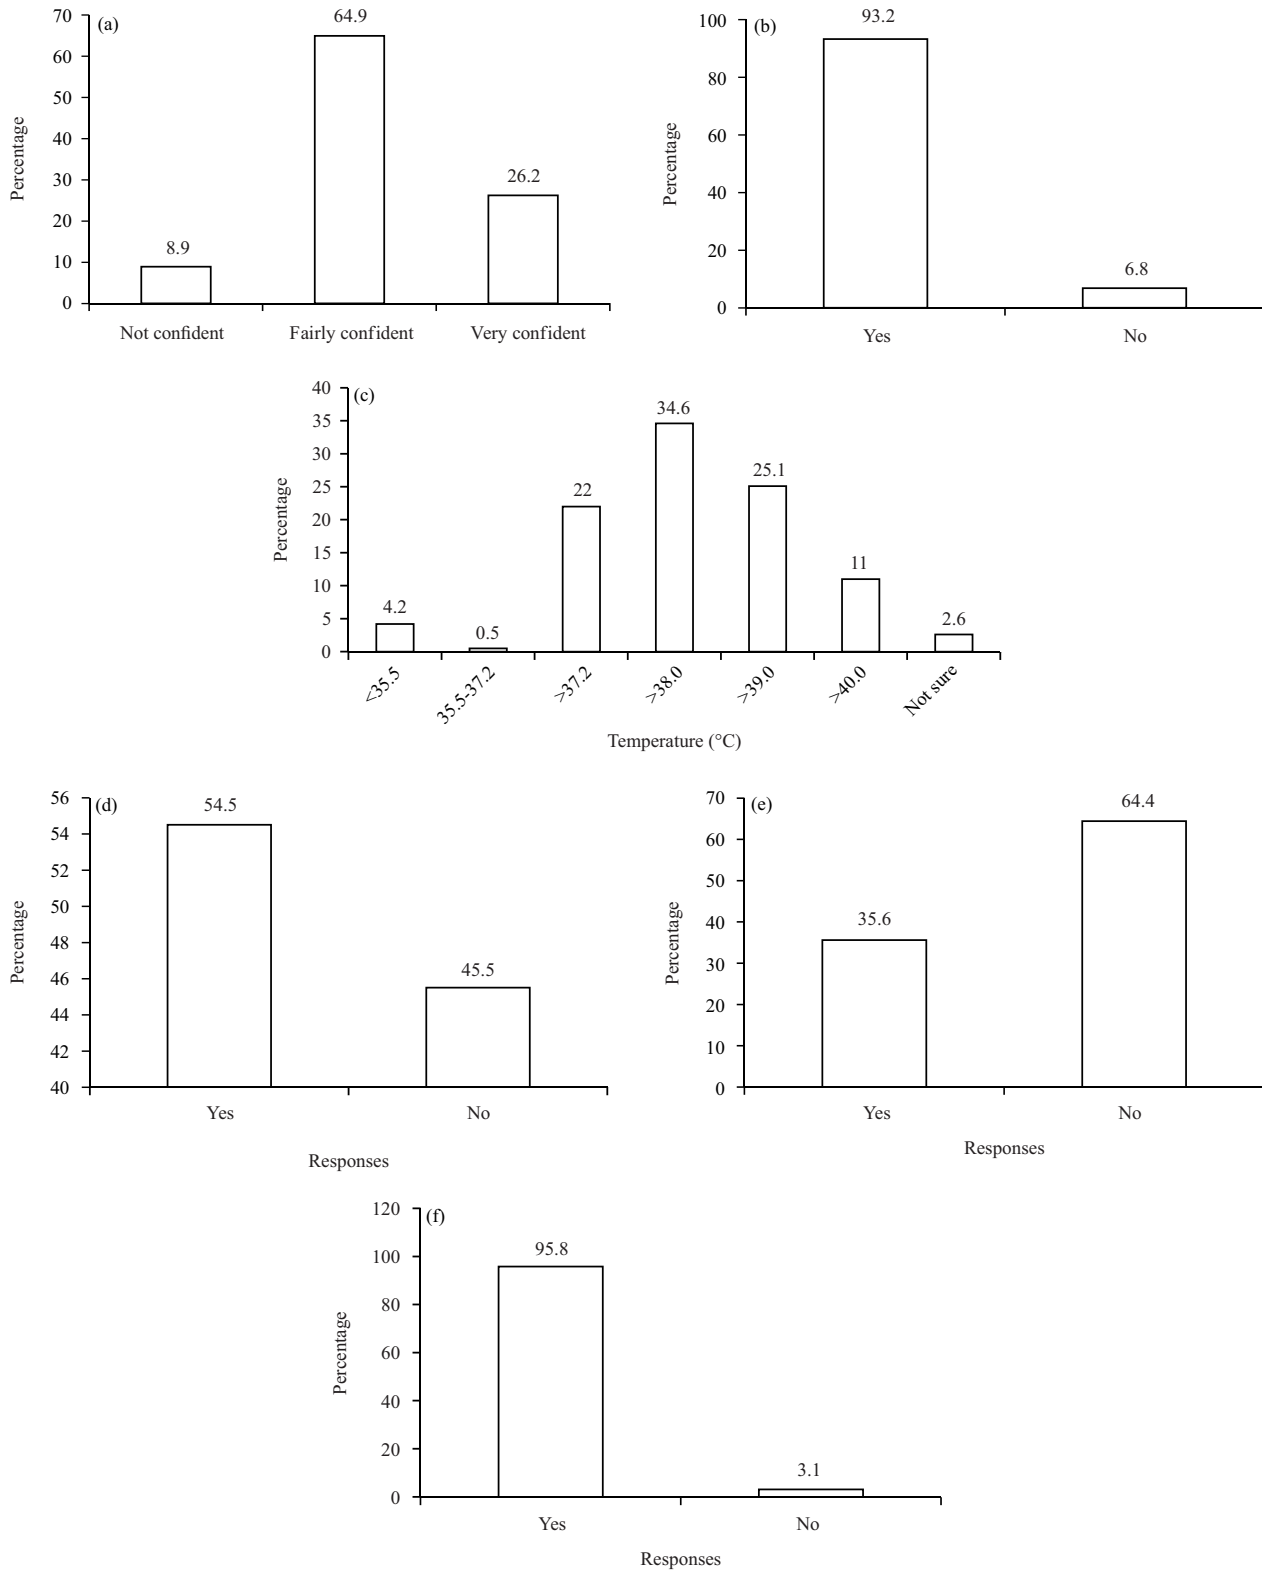 (a)
Percentage
70
60
50
40
30
20
10
0
64.9
26.2
8.9
Not confident Fairly confident Very confident
(b)
Percentage
100
80
60
40
20
0
93.2
6.8
Yes No
(c)
Percentage
40
35
30
25
20
15
10
5
0
4.2
0.5
22
34.6
25.1
11
2.6
<35.5 35.5-37.2 >37.2 >38.0 >39.0 >40.0 Not sure
Temperature (°C)
(d)
Percentage
56
54
52
50
48
46
44
42
40
54.5
45.5
Yes No
Responses
(e)
Percentage
70
60
50
40
30
20
10
0
35.6
64.4
Yes No
Responses
(f)
Percentage
120
100
80
60
40
20
0
95.8
3.1
Yes No
Responses